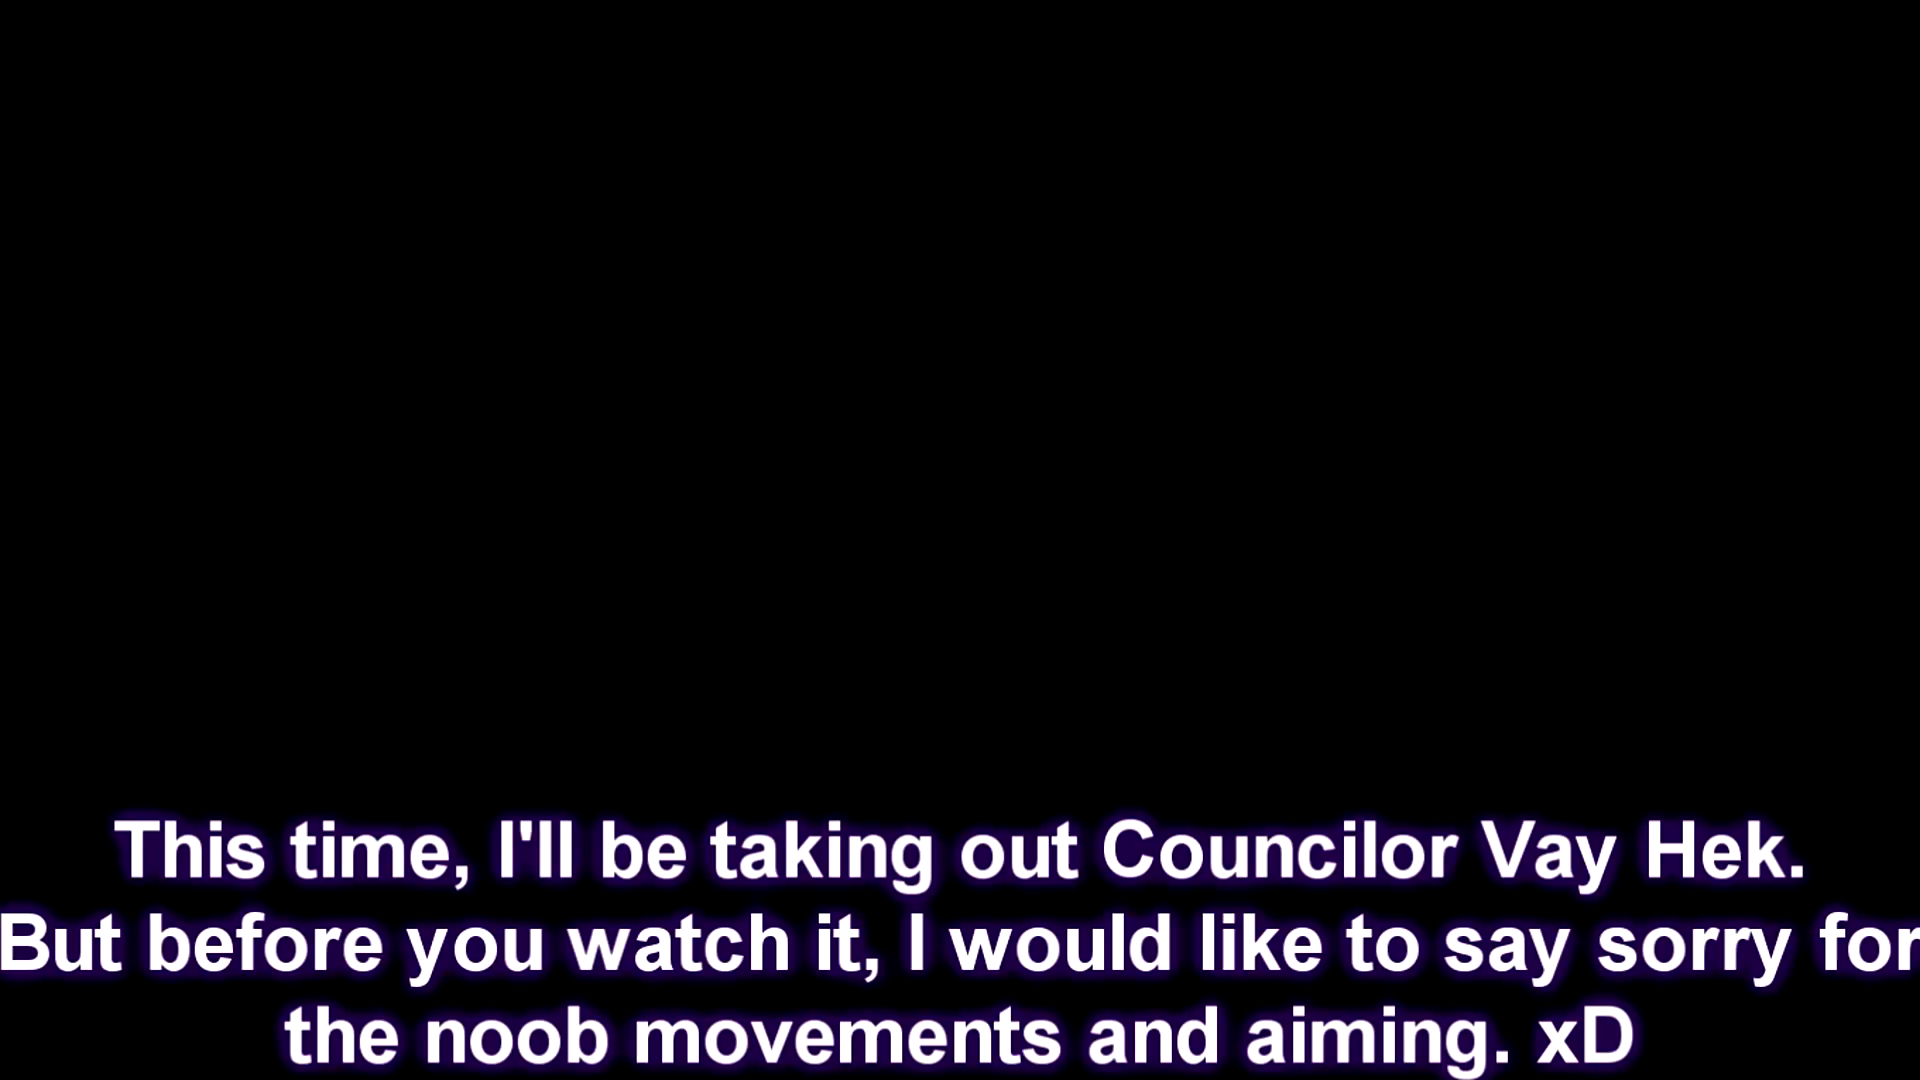 This time, I'll be taking out Councilor Vay Hek.
But before you watch it, I would like to say sorry for
the noob movements and aiming. xD